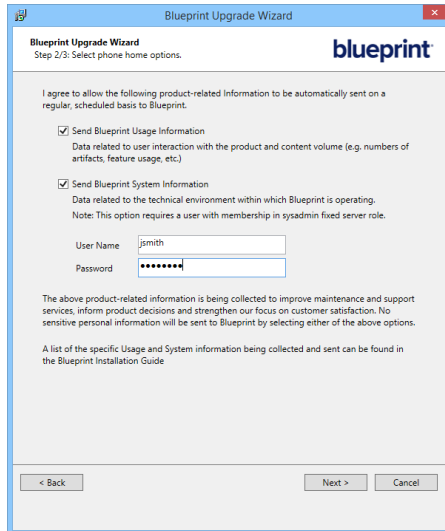 Blueprint Upgrade Wizard
Blueprint Upgrade Wizard
Step 2/3: Select phone home options.
blueprint
I agree to allow the following product-related Information to be automatically sent on a
regular, scheduled basis to Blueprint.
Send Blueprint Usage Information
Data related to user interaction with the product and content volume (e.g. numbers of
artifacts, feature usage, etc.)
Send Blueprint System Information
Data related to the technical environment within which Blueprint is operating.
Note: This option requires a user with membership in sysadmin fixed server role.
User Name jsmith
Password ••••••••
The above product-related information is being collected to improve maintenance and support
services, inform product decisions and strengthen our focus on customer satisfaction. No
sensitive personal information will be sent to Blueprint by selecting either of the above options.
A list of the specific Usage and System information being collected and sent can be found in
the Blueprint Installation Guide
< Back Next > Cancel